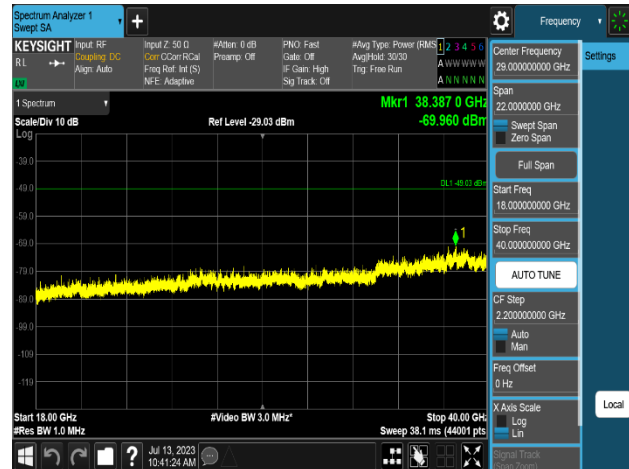 Spectrum Analyzer 1
Swept SA
Frequency
KEYSIGHT
RL
Input: RF
Coupling: DC
Align: Auto
Input Z: 50 Ω
Corr CCorr RCal
Freq Ref: Int (S)
NFE: Adaptive
#Atten: 0 dB
Preamp: Off
PNO: Fast
Gate: Off
IF Gain: High
Sig Track: Off
#Avg Type: Power (RMS
Avg|Hold: 30/30
Trig: Free Run
1 2 3 4 5 6
A W W W W W
A N N N N N
1 Spectrum
Scale/Div 10 dB
Log
Ref Level -29.03 dBm
Mkr1 38.387 0 GHz
-69.960 dBm
-39.0
-49.0
-59.0
-69.0
-79.0
-89.0
-99.0
-109
-119
DL1 -49.03 dBm
1
Start 18.00 GHz
#Res BW 1.0 MHz
#Video BW 3.0 MHz*
Stop 40.00 GHz
Sweep 38.1 ms (44001 pts
Jul 13, 2023
10:41:24 AM
Center Frequency
29.000000000 GHz
Span
22.0000000 GHz
Swept Span
Zero Span
Full Span
Start Freq
18.000000000 GHz
Stop Freq
40.000000000 GHz
AUTO TUNE
CF Step
2.200000000 GHz
Auto
Man
Freq Offset
0 Hz
X Axis Scale
Log
Lin
Signal Track
(Span Zoom)
Settings
Local